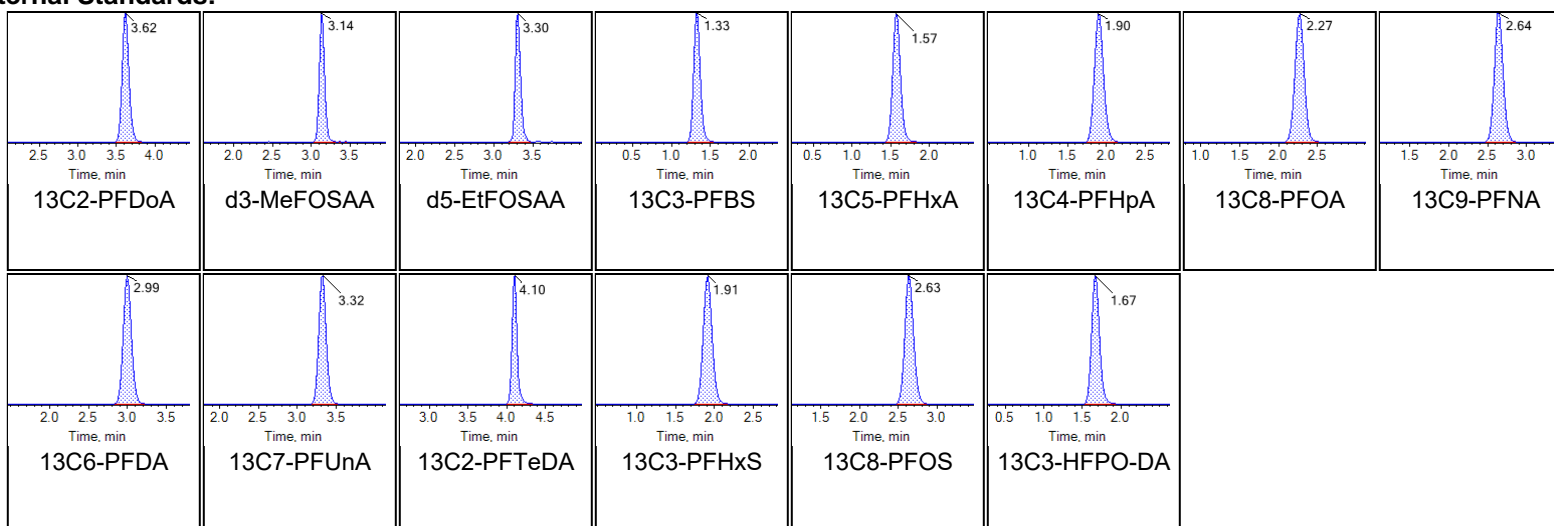 ternal Standards:
3.62 3.14 3.30 1.33 1.57 1.90 2.27 2.64
2.5 3.0 3.5 4.0 2.0 2.5 3.0 3.5 2.0 2.5 3.0 3.5 0.5 1.0 1.5 2.0 0.5 1.0 1.5 2.0 1.0 1.5 2.0 2.5 1.0 1.5 2.0 2.5 1.5 2.0 2.5 3.0
Time, min Time, min Time, min Time, min Time, min Time, min Time, min Time, min
13C2-PFDoA d3-MeFOSAA d5-EtFOSAA 13C3-PFBS 13C5-PFHxA 13C4-PFHpA 13C8-PFOA 13C9-PFNA
2.99 3.32 4.10 1.91 2.63 1.67
2.0 2.5 3.0 3.5 2.0 2.5 3.0 3.5 3.0 3.5 4.0 4.5 1.0 1.5 2.0 2.5 1.5 2.0 2.5 3.0 0.5 1.0 1.5 2.0
Time, min Time, min Time, min Time, min Time, min Time, min
13C6-PFDA 13C7-PFUnA 13C2-PFTeDA 13C3-PFHxS 13C8-PFOS 13C3-HFPO-DA